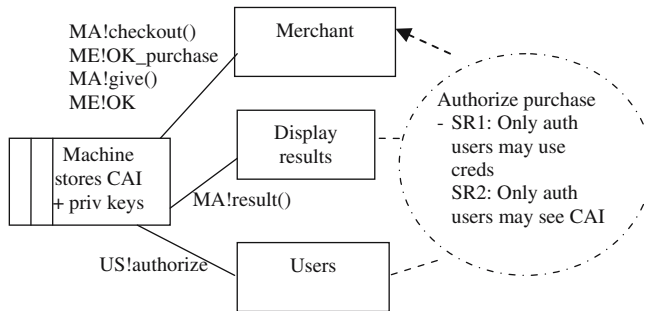 MA!checkout()
ME!OK_purchase
MA!give()
ME!OK
Merchant
Authorize purchase
- SR1: Only auth
users may use
creds
SR2: Only auth
users may see CAI
Display
results
Machine
stores CAI
+ priv keys
MA!result()
US!authorize
Users